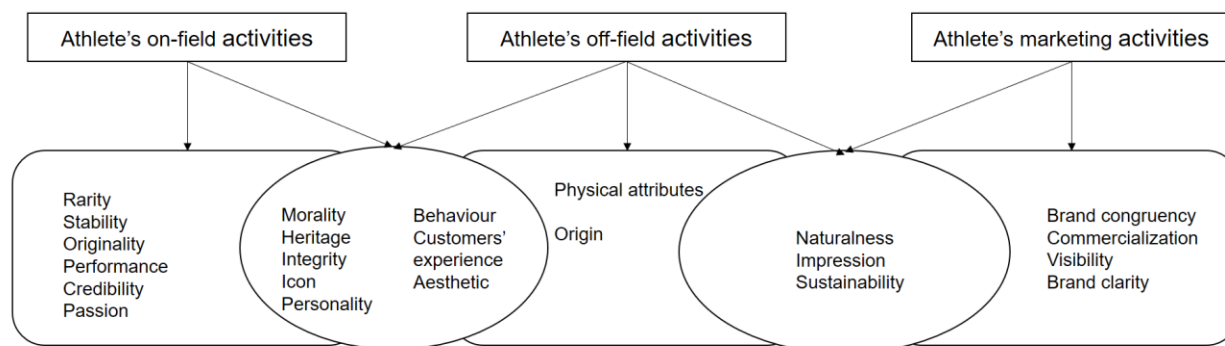 Athlete's on-field activities
Athlete's off-field activities
Athlete's marketing activities
Rarity
Stability
Originality
Performance
Credibility
Passion
Morality
Heritage
Integrity
Icon
Personality
Behaviour
Customers'
experience
Aesthetic
Physical attributes
Origin
Naturalness
Impression
Sustainability
Brand congruency
Commercialization
Visibility
Brand clarity